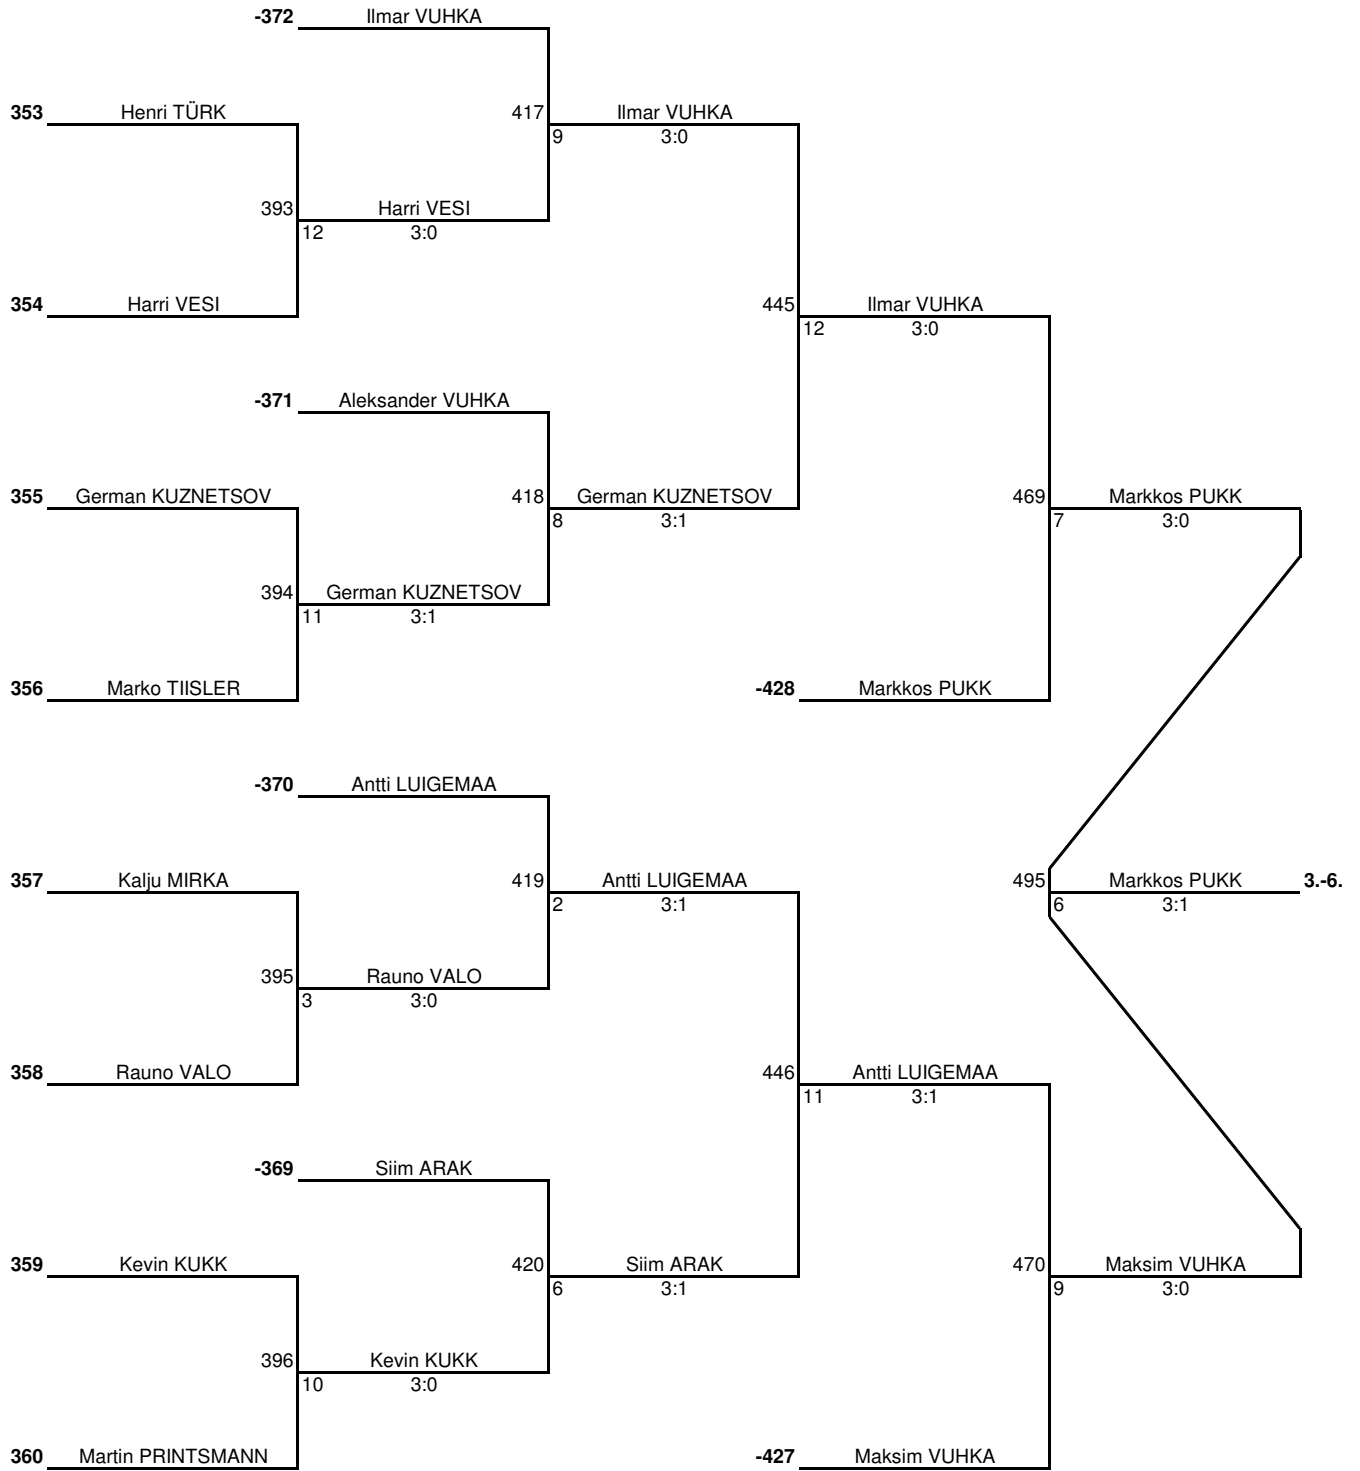 -372 Ilmar VUHKA
353 Henri TÜRK 417 Ilmar VUHKA
9 3:0
393 Harri VESI
12 3:0
354 Harri VESI 445 Ilmar VUHKA
12 3:0
-371 Aleksander VUHKA
355 German KUZNETSOV 418 German KUZNETSOV 469 Markkos PUKK
8 3:1 7 3:0
394 German KUZNETSOV
11 3:1
356 Marko TIISLER -428 Markkos PUKK
-370 Antti LUIGEMAA
357 Kalju MIRKA 419 Antti LUIGEMAA 495 Markkos PUKK 3.-6.
2 3:1 6 3:1
395 Rauno VALO
3 3:0
358 Rauno VALO 446 Antti LUIGEMAA
11 3:1
-369 Siim ARAK
359 Kevin KUKK 420 Siim ARAK 470 Maksim VUHKA
6 3:1 9 3:0
396 Kevin KUKK
10 3:0
360 Martin PRINTSMANN -427 Maksim VUHKA